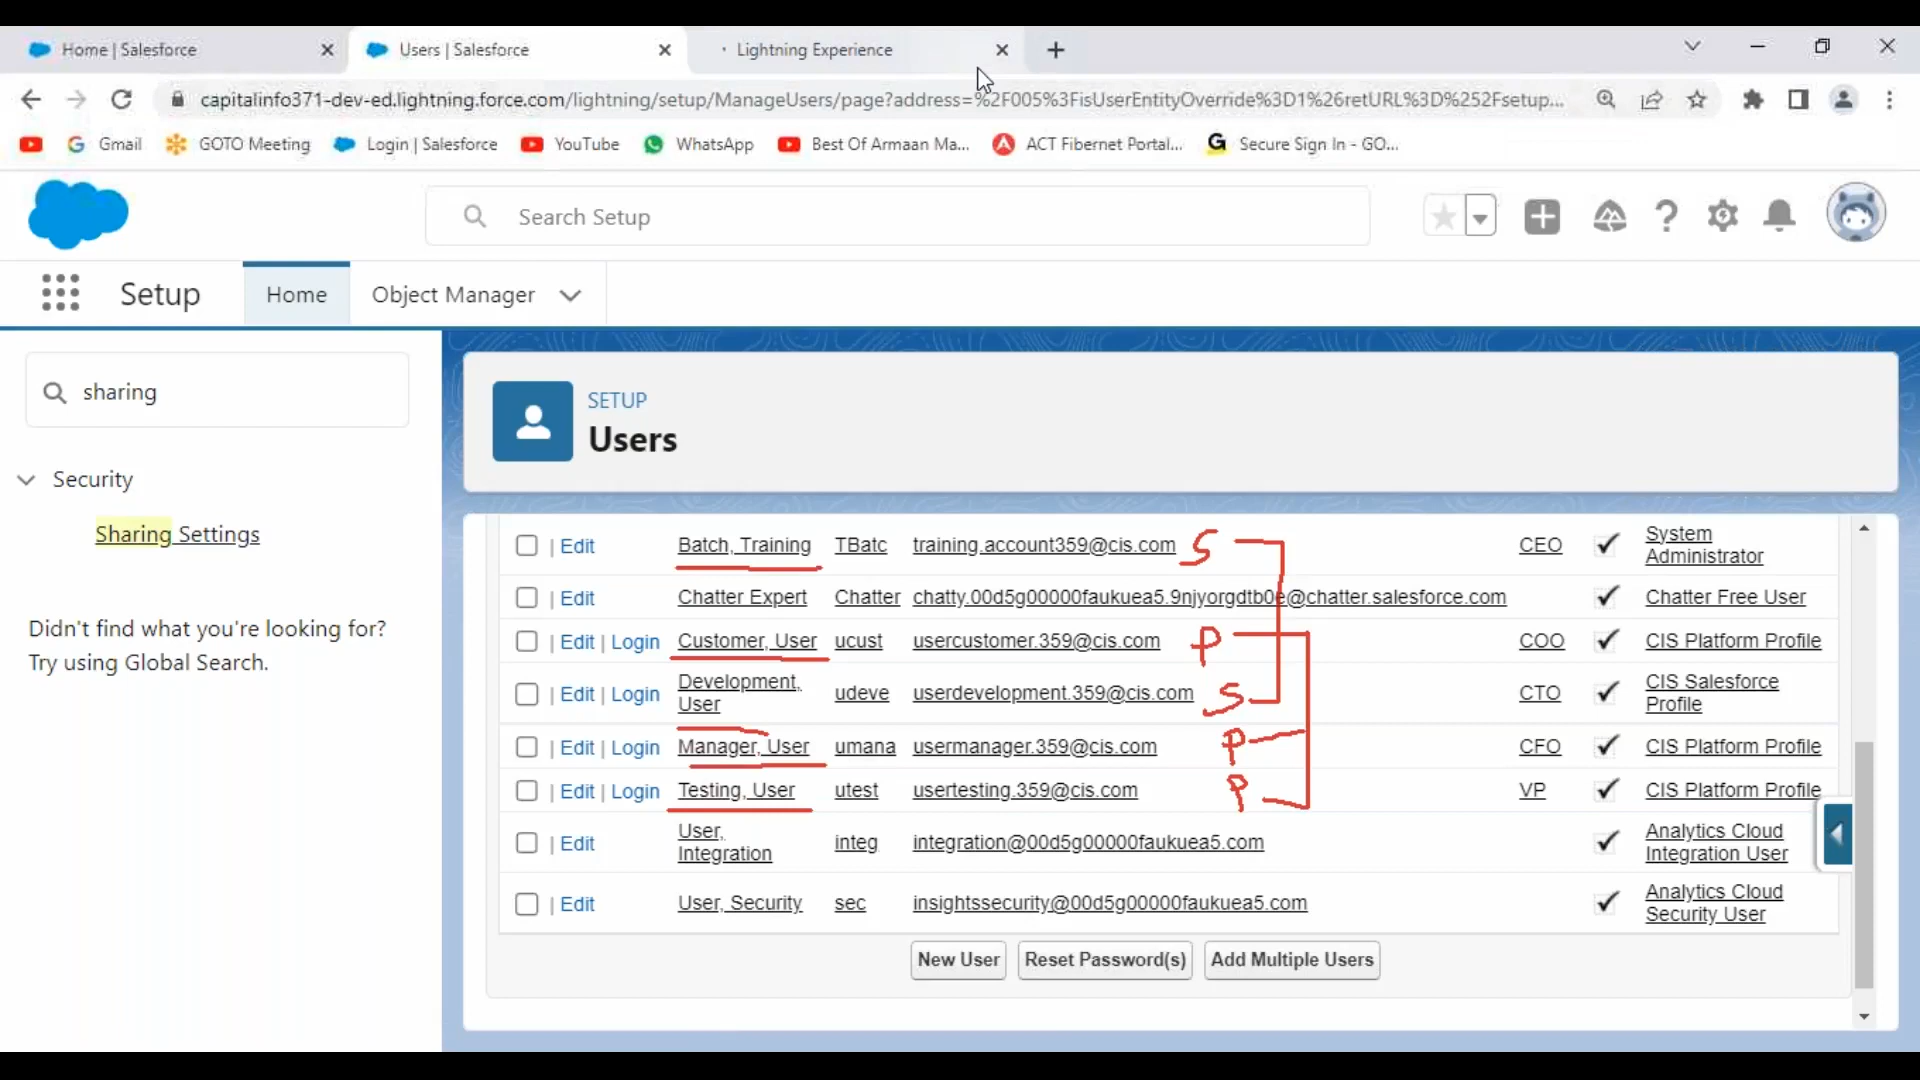 Home | Salesforce
Users | Salesforce
Lightning Experience
capitalinfo371-dev-ed.lightning.force.com/lightning/setup/ManageUsers/page?address=%2F005%3FisUserEntityOverride%3D1%26retURL%3D%252Fsetup...
Gmail GOTO Meeting Login | Salesforce YouTube WhatsApp Best Of Armaan Ma... ACT Fibernet Portal... Secure Sign In - GO...
Search Setup
Setup Home Object Manager
sharing
Security
Sharing Settings
Didn't find what you're looking for?
Try using Global Search.
SETUP
Users
| Edit Batch, Training TBatc training.account359@cis.com S CEO System Administrator
| Edit Chatter Expert Chatter chatty.00d5g00000faukuea5.9njyorgdtb0e@chatter.salesforce.com Chatter Free User
| Edit | Login Customer, User ucust usercustomer.359@cis.com P COO CIS Platform Profile
| Edit | Login Development, User udeve userdevelopment.359@cis.com S CTO CIS Salesforce Profile
| Edit | Login Manager, User umana usermanager.359@cis.com P CFO CIS Platform Profile
| Edit | Login Testing, User utest usertesting.359@cis.com P VP CIS Platform Profile
| Edit User, Integration integ integration@00d5g00000faukuea5.com Analytics Cloud Integration User
| Edit User, Security sec insightssecurity@00d5g00000faukuea5.com Analytics Cloud Security User
New User Reset Password(s) Add Multiple Users